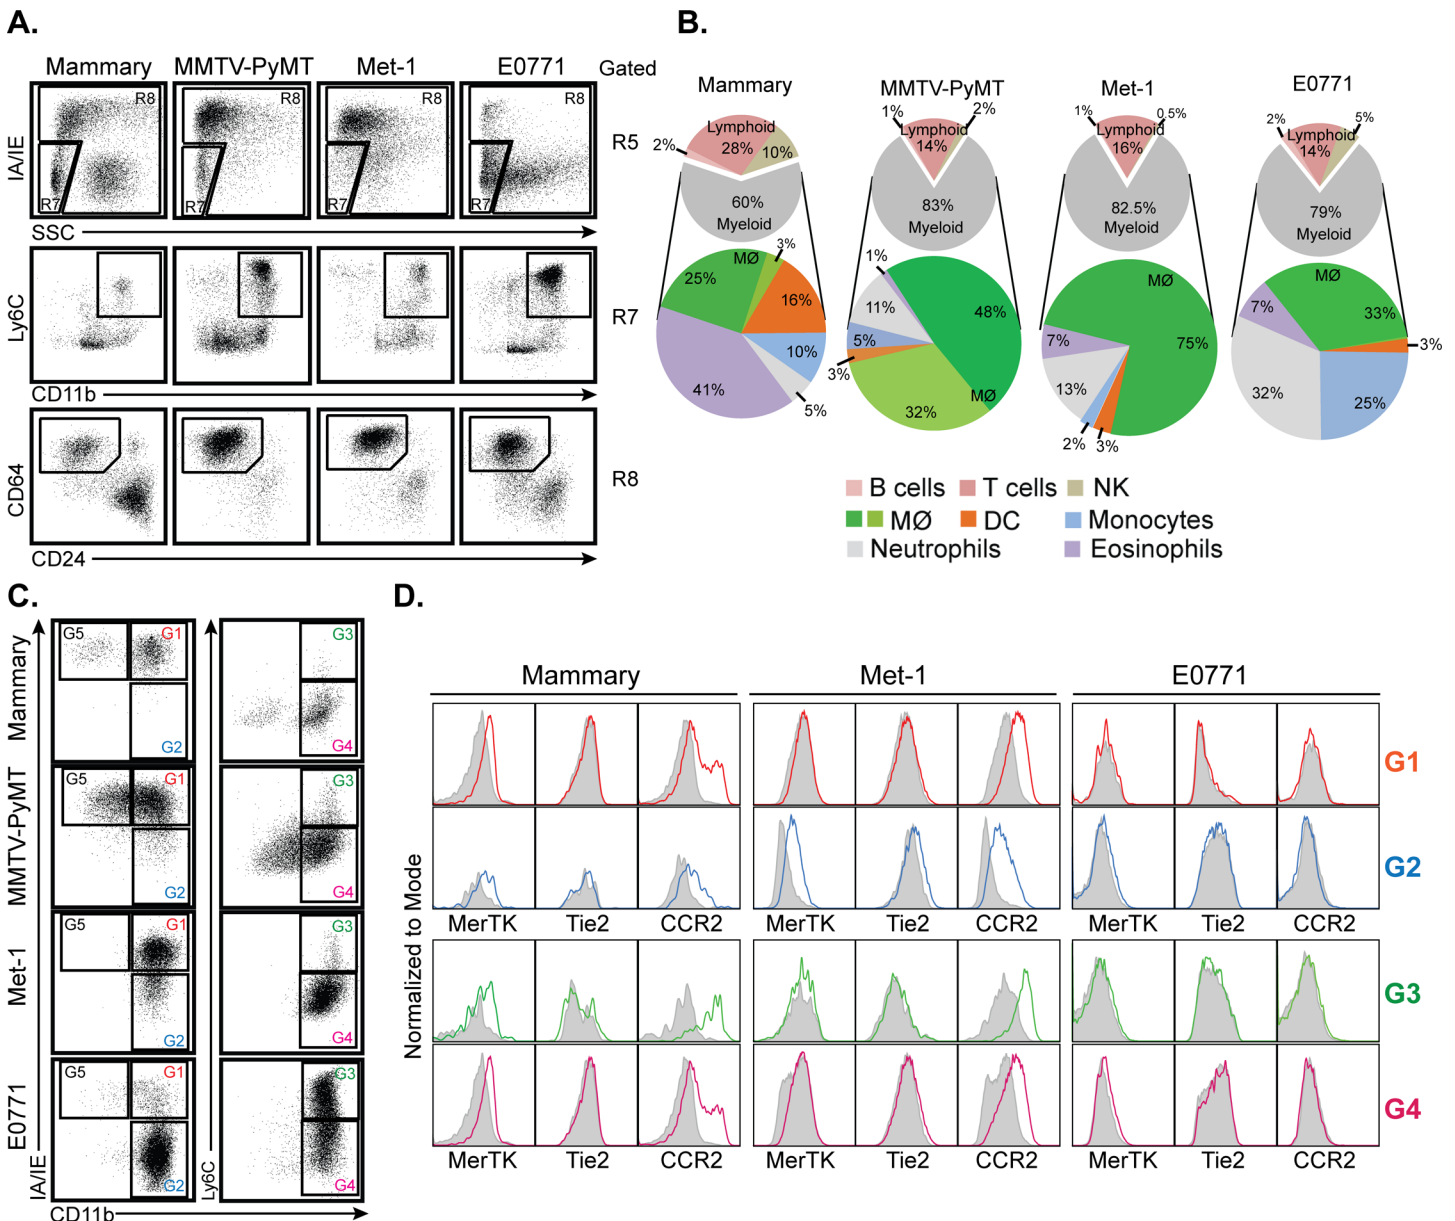 A.
Mammary MMTV-PyMT Met-1 E0771 Gated
IA/IE
R8 R8 R8 R8
R7 R7 R7 R7
R5
SSC
Ly6C
R7
CD11b
CD64
R8
CD24
B.
Mammary
2%
Lymphoid
28%
10%
60%
Myeloid
MØ
3%
25%
16%
10%
5%
41%
MMTV-PyMT
1%
2%
Lymphoid
14%
83%
Myeloid
1%
11%
48%
5%
3%
MØ
32%
Met-1
1%
0.5%
Lymphoid
16%
82.5%
Myeloid
MØ
7%
75%
13%
2%
3%
E0771
2%
5%
Lymphoid
14%
79%
Myeloid
MØ
7%
33%
3%
32%
25%
B cells T cells NK
MØ DC Monocytes
Neutrophils Eosinophils
C.
Mammary
G5 G1 G3
G2 G4
MMTV-PyMT
G5 G1 G3
G2 G4
Met-1
G5 G1 G3
G2 G4
E0771
G5 G1 G3
G2 G4
IA/IE
Ly6C
CD11b
D.
Mammary Met-1 E0771
Normalized to Mode
G1
G2
MerTK Tie2 CCR2 MerTK Tie2 CCR2 MerTK Tie2 CCR2
G3
G4
MerTK Tie2 CCR2 MerTK Tie2 CCR2 MerTK Tie2 CCR2